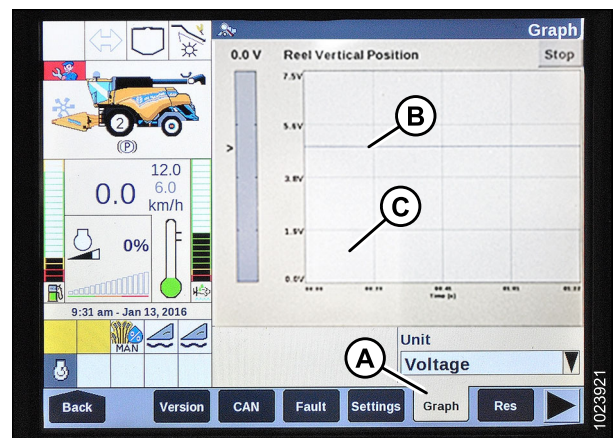 Graph
0.0 V Reel Vertical Position Stop
7.5V
5.6V
B
2
(P)
V
3.8V
12.0
6.0
0.0 km/h
C
0%
1.9V
0.0V
Time [s]
9:31 am - Jan 13, 2016
MAN %
Unit
A
Voltage
Back Version CAN Fault Settings Graph Res
1023921